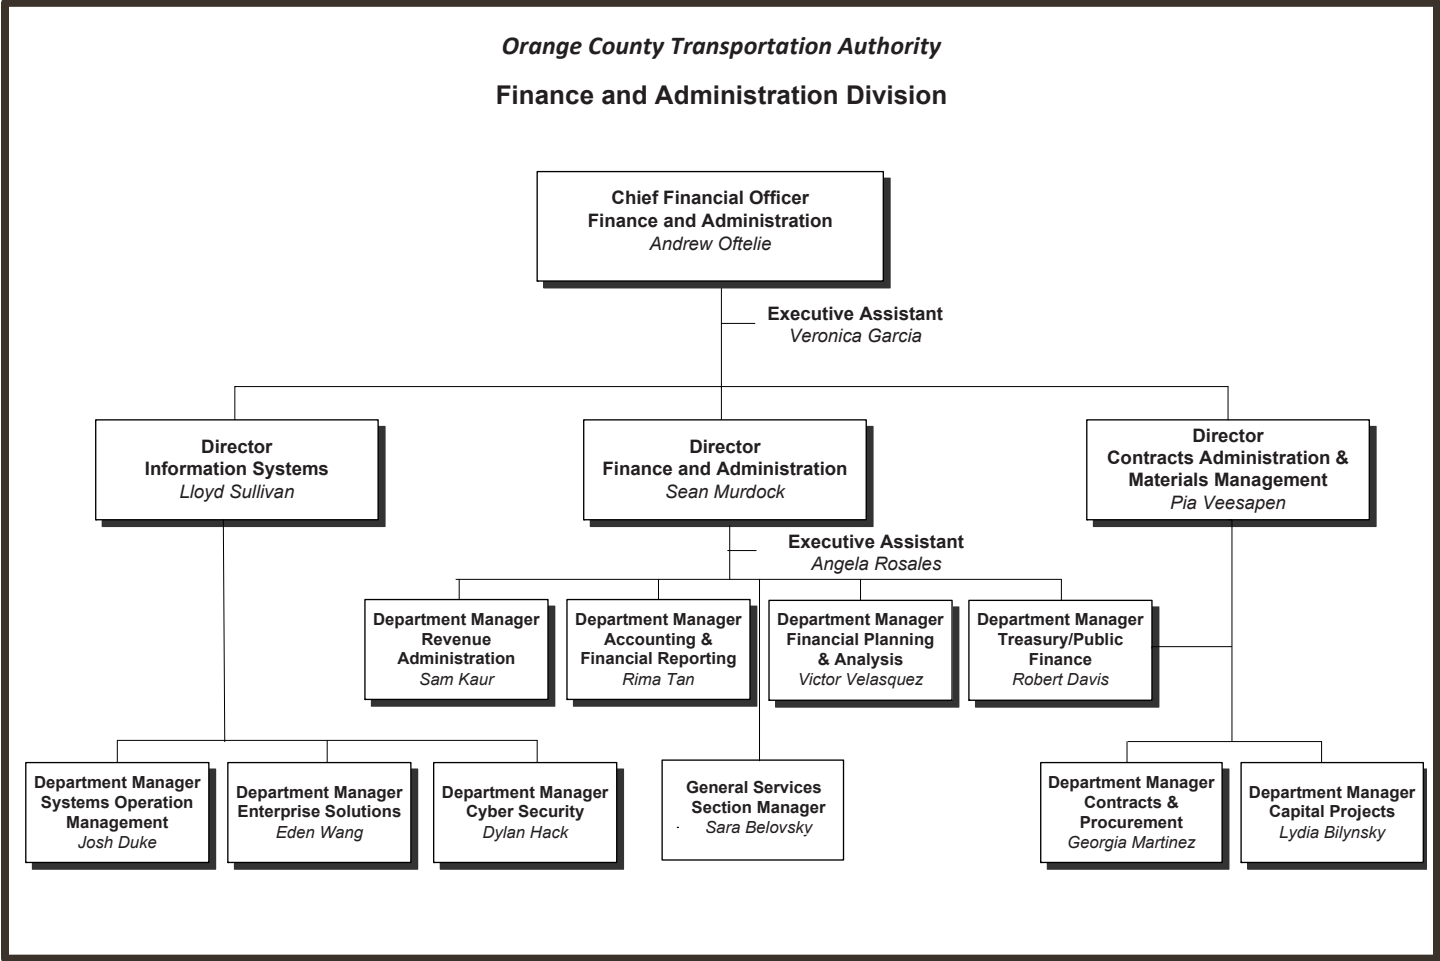 Orange County Transportation Authority
Finance and Administration Division
Chief Financial Officer
Finance and Administration
Andrew Oftelie
Executive Assistant
Veronica Garcia
Director
Information Systems
Lloyd Sullivan
Director
Finance and Administration
Sean Murdock
Director
Contracts Administration &
Materials Management
Pia Veesapen
Executive Assistant
Angela Rosales
Department Manager
Revenue
Administration
Sam Kaur
Department Manager
Accounting &
Financial Reporting
Rima Tan
Department Manager
Financial Planning
& Analysis
Victor Velasquez
Department Manager
Treasury/Public
Finance
Robert Davis
Department Manager
Systems Operation
Management
Josh Duke
Department Manager
Enterprise Solutions
Eden Wang
Department Manager
Cyber Security
Dylan Hack
General Services
Section Manager
Sara Belovsky
Department Manager
Contracts &
Procurement
Georgia Martinez
Department Manager
Capital Projects
Lydia Bilynsky